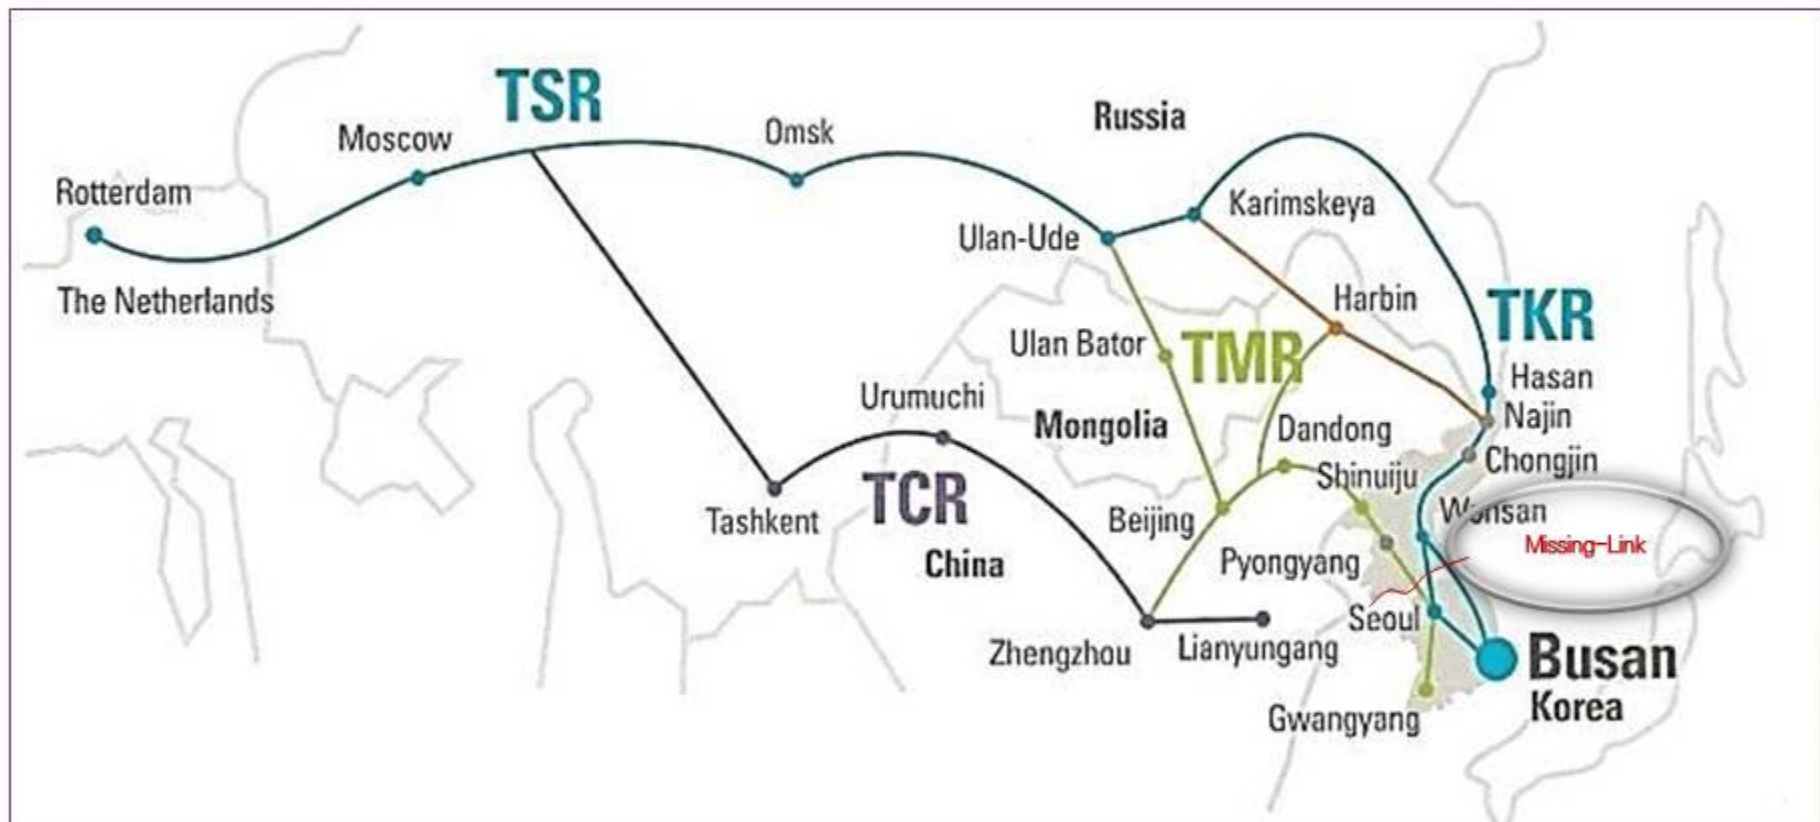 TSR
Russia
Moscow
Omsk
Rotterdam
Karimskeya
Ulan-Ude
The Netherlands
Harbin
TKR
Ulan Bator
TMR
Hasan
Urumuchi
Najin
Mongolia
Dandong
Chongjin
Shinuiju
TCR
Tashkent
Beijing
Wonsan
Missing-Link
China
Pyongyang
Seoul
Zhengzhou
Lianyungang
Busan
Korea
Gwangyang